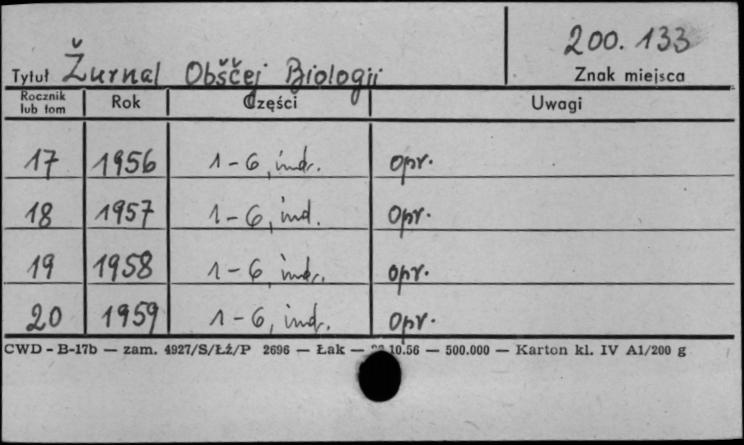 200.133
Tytuł Žurnal Obščej Biologii Znak miejsca
Rocznik lub tom Rok Części Uwagi
17 1956 1-6, ind. opr.
18 1957 1-6, ind. opr.
19 1958 1-6, ind. opr.
20 1959 1-6, ind. opr.
CWD - B-17b — zam. 4927/S/ŁŻ/P 2696 — Łak — 10.56 — 500.000 — Karton kl. IV A1/200 g